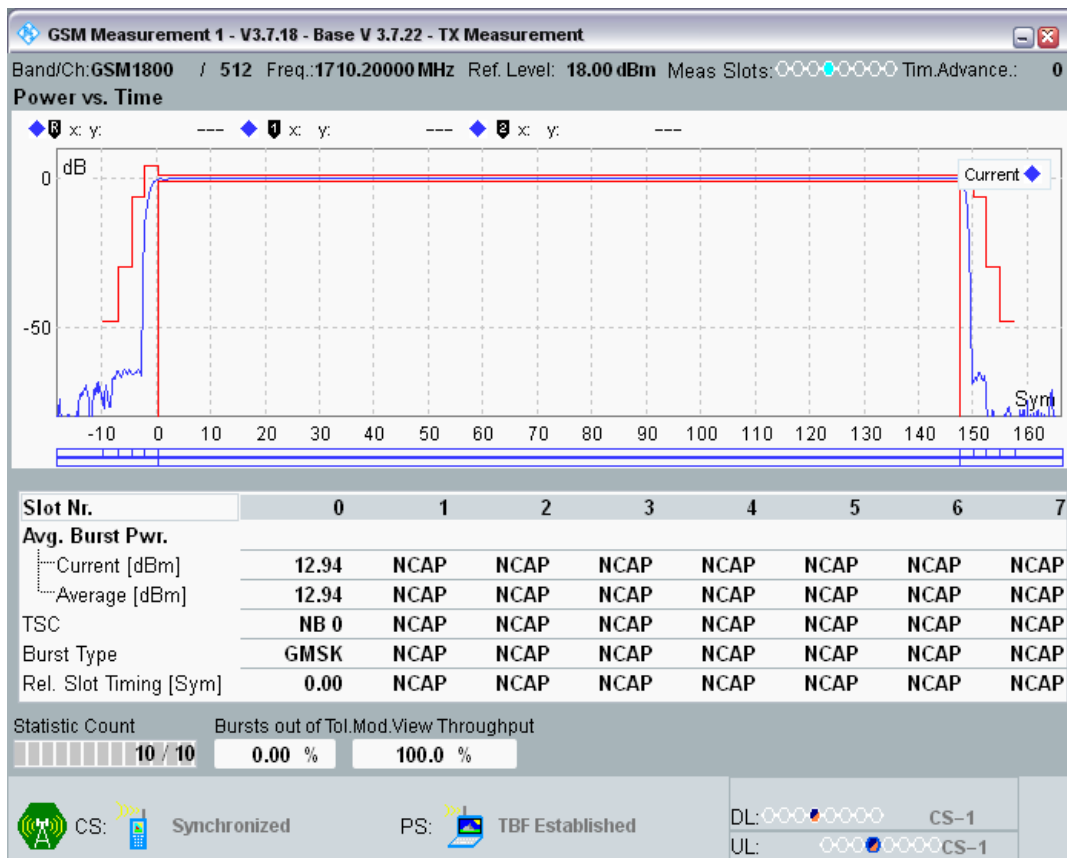 GSM Measurement 1 - V3.7.18 - Base V 3.7.22 - TX Measurement
Band/Ch:GSM1800 / 512 Freq.:1710.20000MHz Ref. Level: 18.00dBm Meas Slots: Tim.Advance.: 0
Power vs. Time
R x: y: --- 1 x: y: --- 2 x: y: ---
dB
Current
0
-50
Sym
-10 0 10 20 30 40 50 60 70 80 90 100 110 120 130 140 150 160
Slot Nr. 0 1 2 3 4 5 6 7
Avg. Burst Pwr.
Current [dBm] 12.94 NCAP NCAP NCAP NCAP NCAP NCAP NCAP
Average [dBm] 12.94 NCAP NCAP NCAP NCAP NCAP NCAP NCAP
TSC NB 0 NCAP NCAP NCAP NCAP NCAP NCAP NCAP
Burst Type GMSK NCAP NCAP NCAP NCAP NCAP NCAP NCAP
Rel. Slot Timing [Sym] 0.00 NCAP NCAP NCAP NCAP NCAP NCAP NCAP
Statistic Count Bursts out of Tol.Mod.View Throughput
10 / 10 0.00 % 100.0 %
CS: Synchronized PS: TBF Established DL: CS-1
UL: CS-1